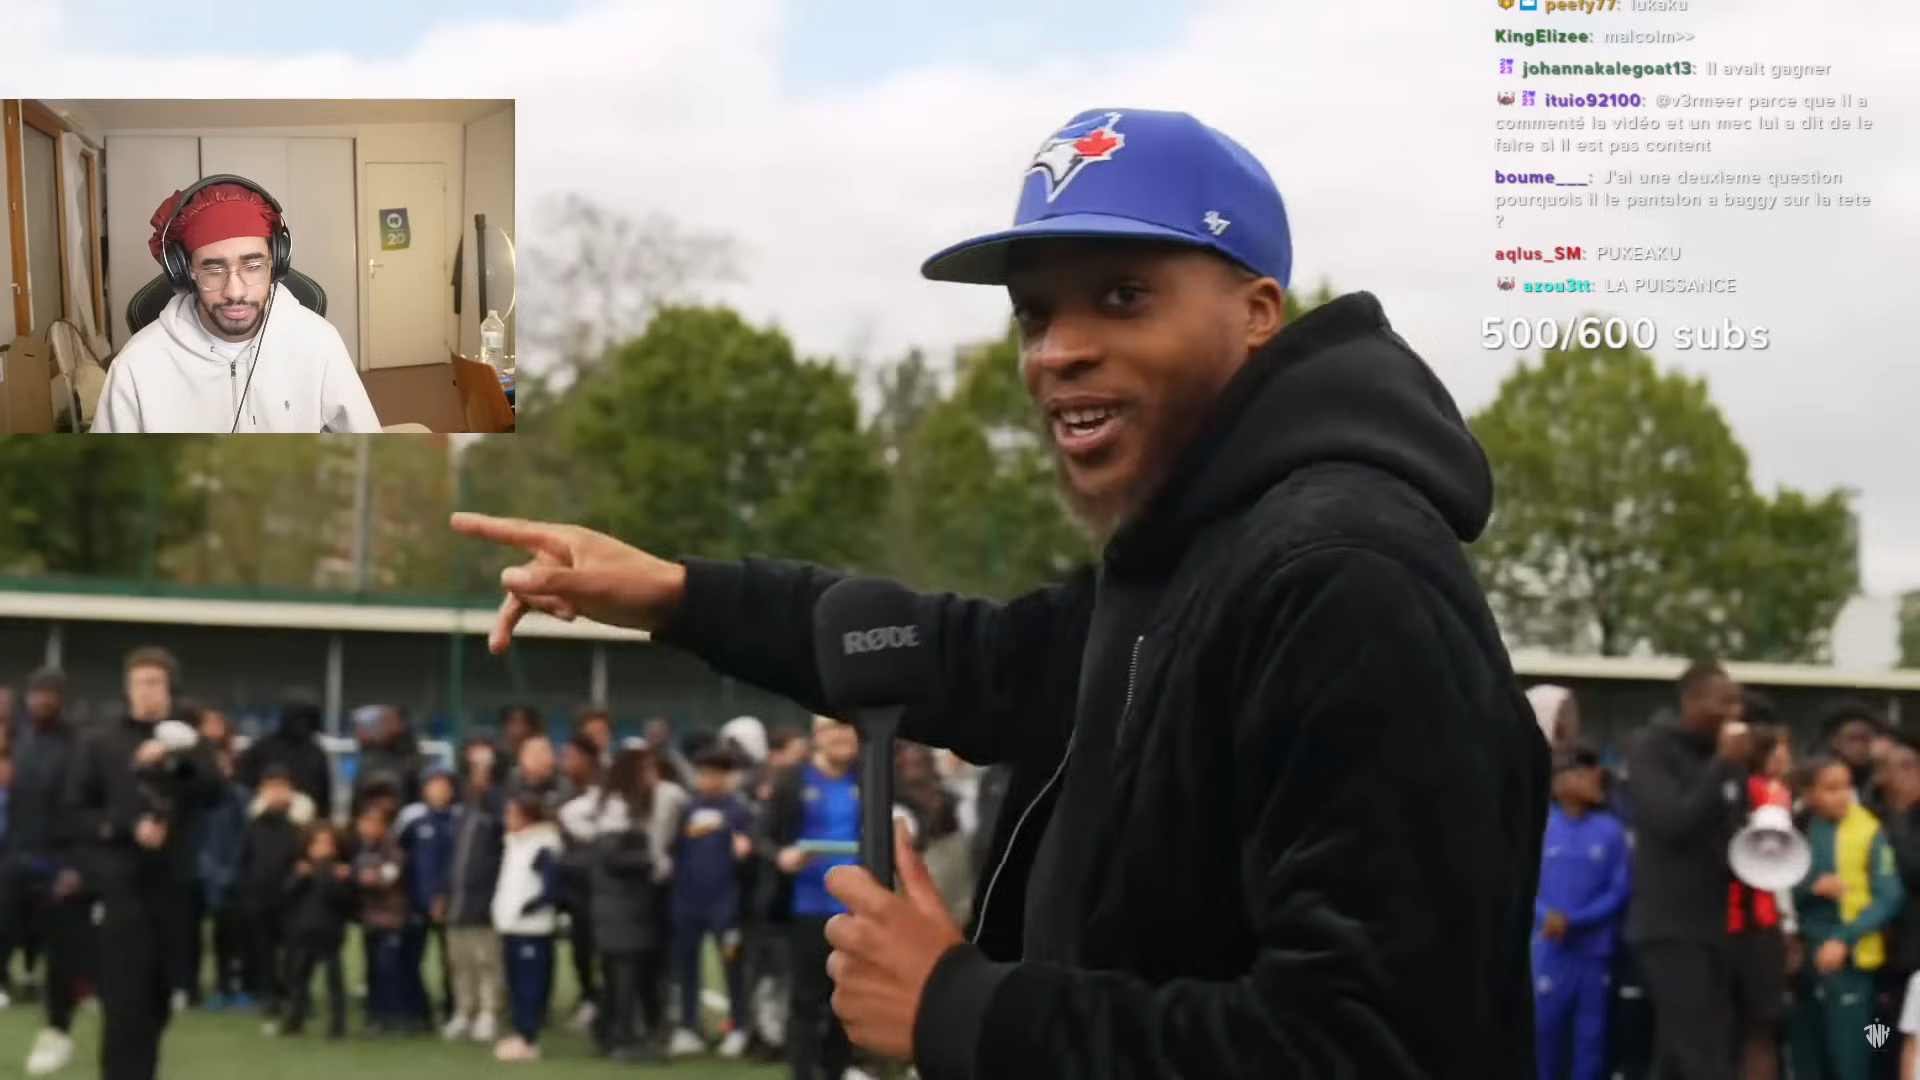 peefy77: lukaku
KingElizee: malcolm>>
johannakalegoat13: Il avait gagner
ituio92100: @v3rmeer parce que il a
commenté la vidéo et un mec lui a dit de le
faire si il est pas content
boume___: J'ai une deuxieme question
pourquois il le pantalon a baggy sur la tete
?
aqlus_SM: PUKEAKU
azou3tt: LA PUISSANCE
500/600 subs
20
'47
RØDE
JNK